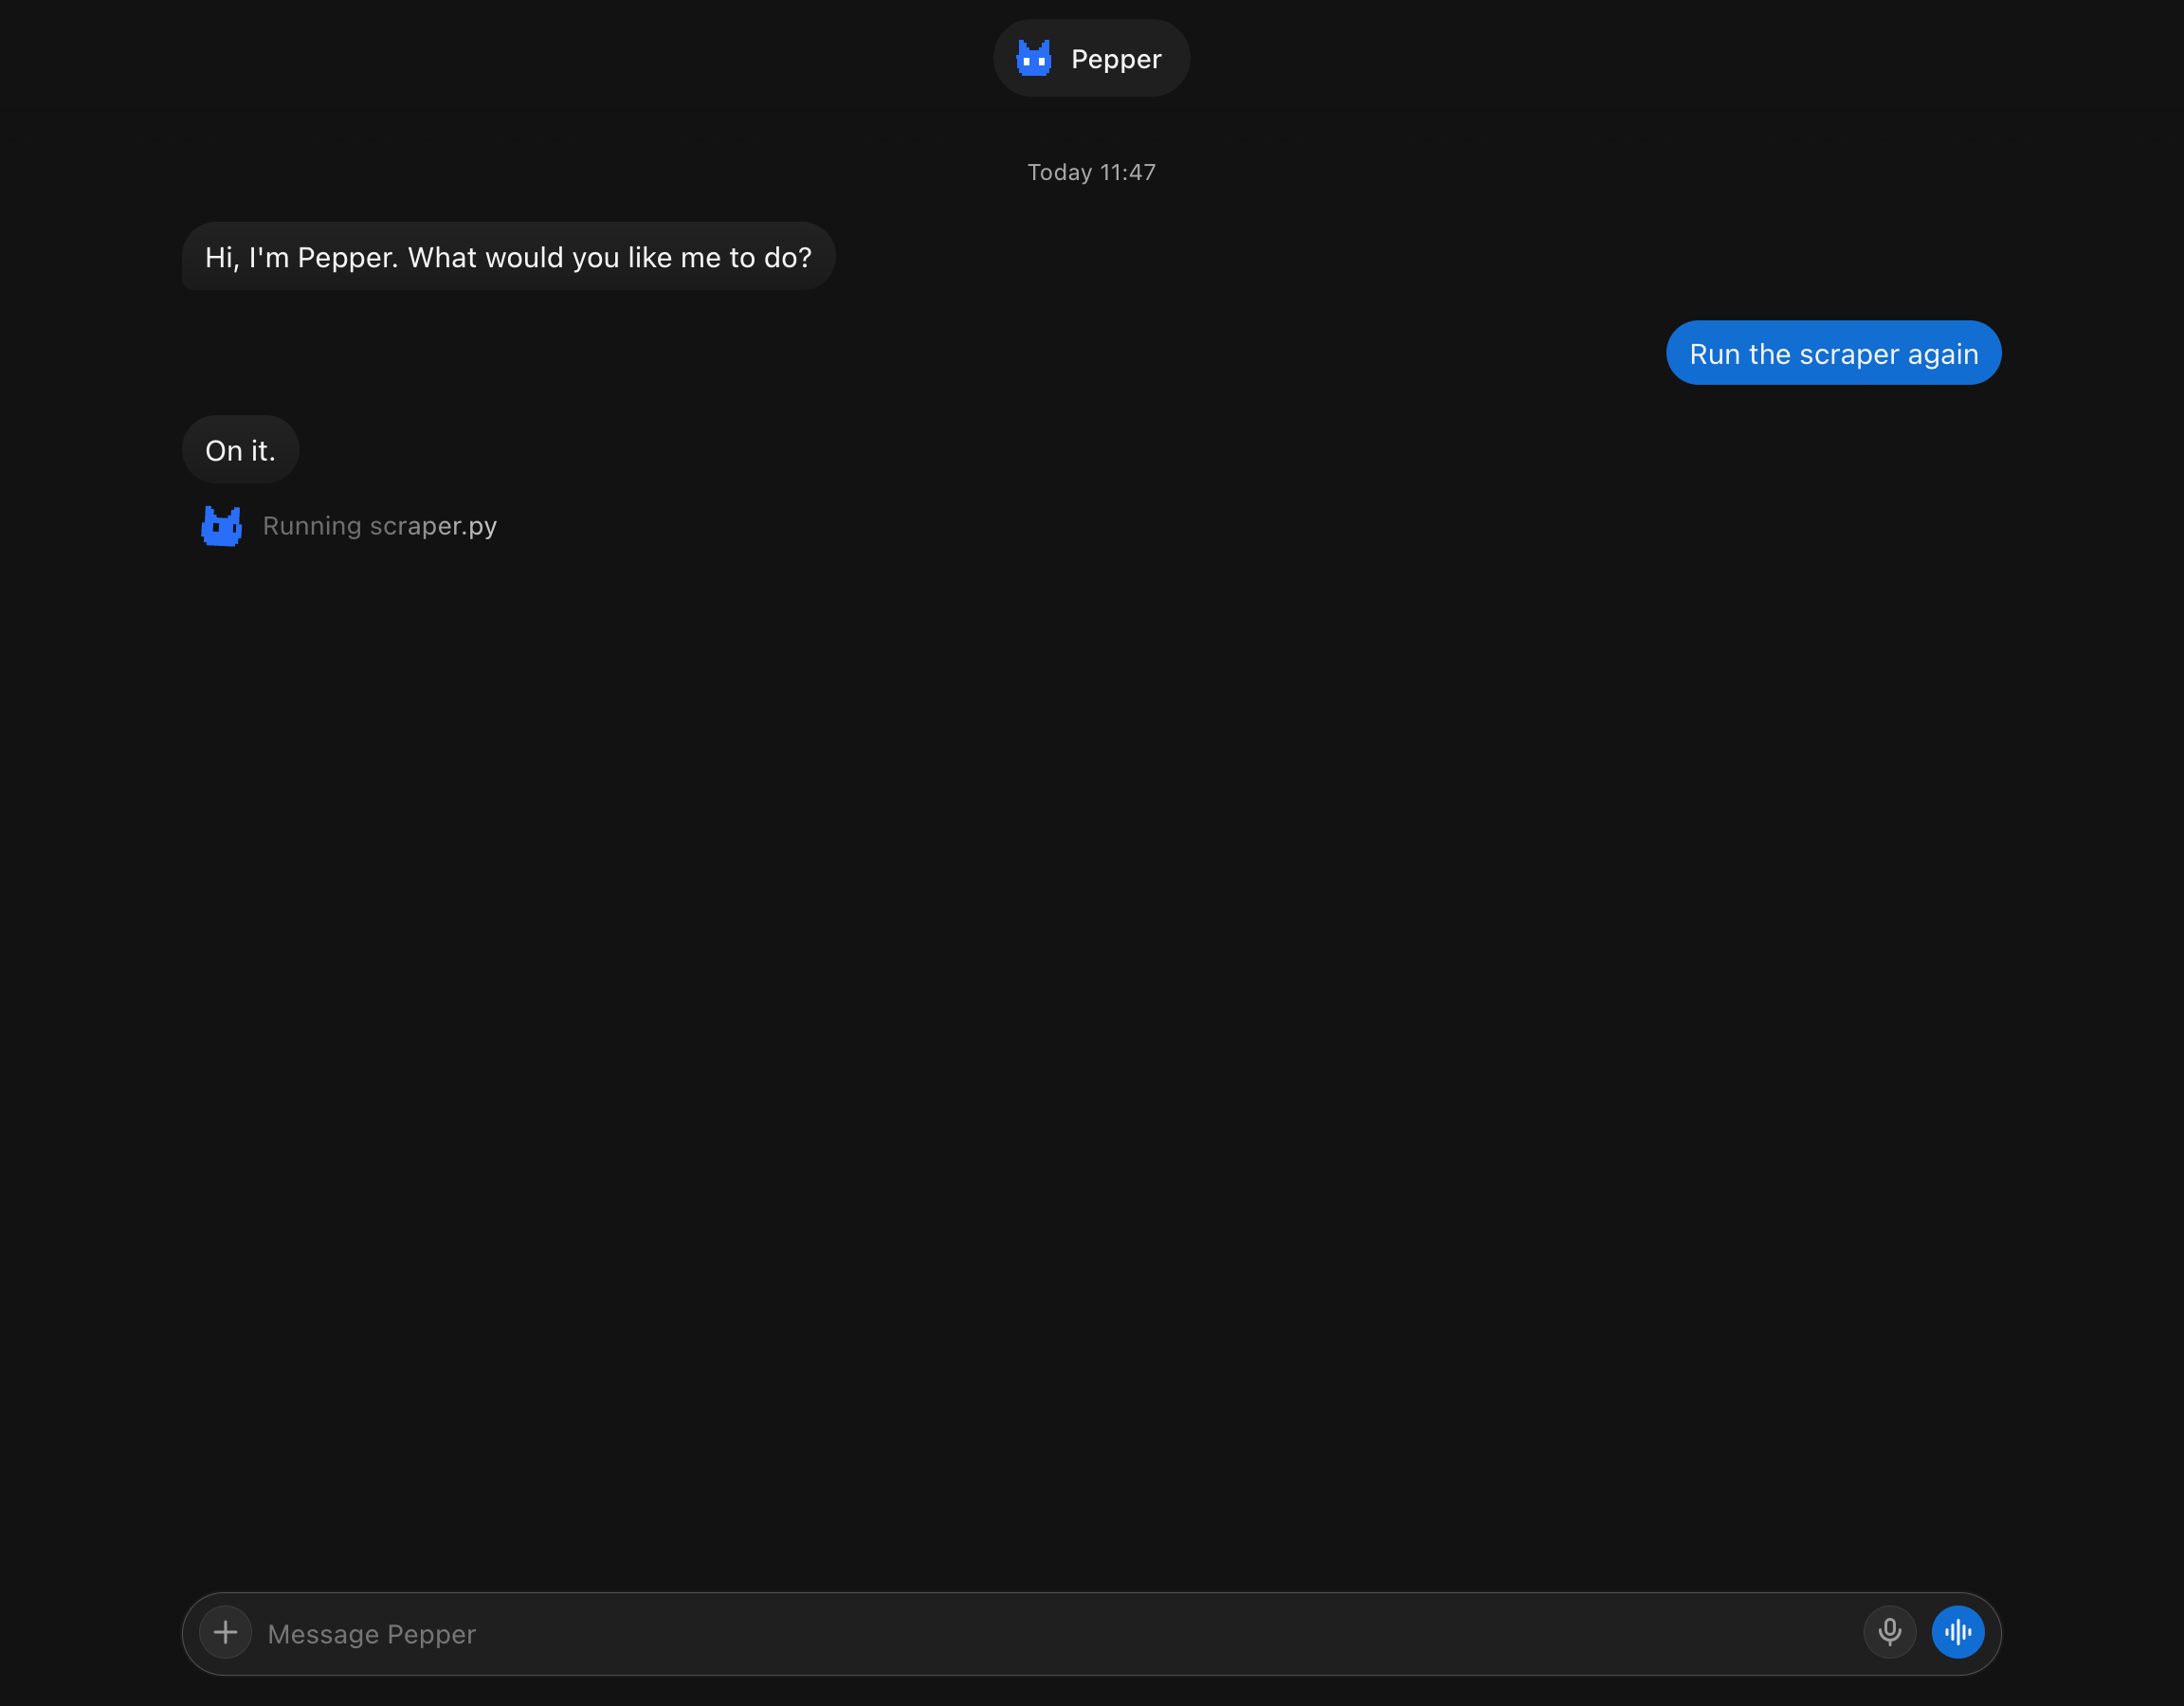 Pepper
Today 11:47
Hi, I'm Pepper. What would you like me to do?
Run the scraper again
On it.
Running scraper.py
Message Pepper